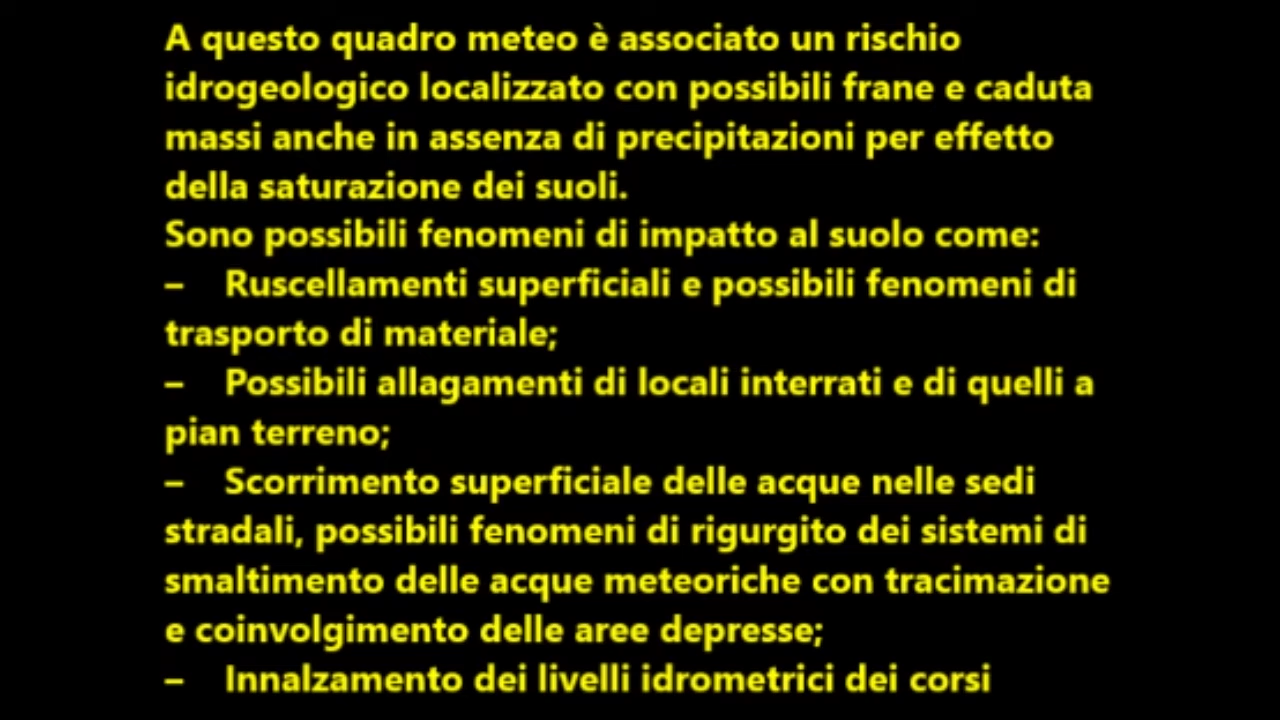 A questo quadro meteo è associato un rischio
idrogeologico localizzato con possibili frane e caduta
massi anche in assenza di precipitazioni per effetto
della saturazione dei suoli.
Sono possibili fenomeni di impatto al suolo come:
– Ruscellamenti superficiali e possibili fenomeni di
trasporto di materiale;
– Possibili allagamenti di locali interrati e di quelli a
pian terreno;
– Scorrimento superficiale delle acque nelle sedi
stradali, possibili fenomeni di rigurgito dei sistemi di
smaltimento delle acque meteoriche con tracimazione
e coinvolgimento delle aree depresse;
– Innalzamento dei livelli idrometrici dei corsi